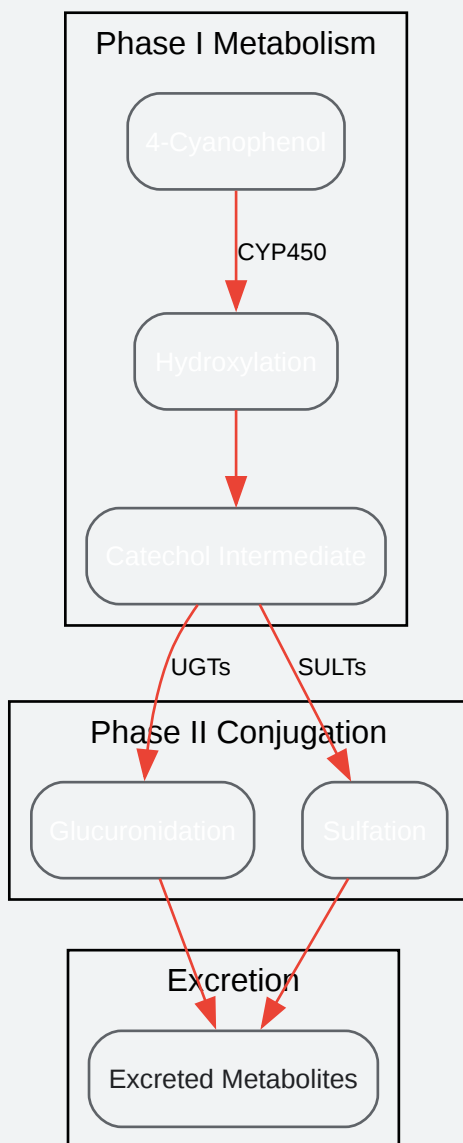 Phase I Metabolism
4-Cyanophenol
CYP450
Hydroxylation
Catechol Intermediate
UGTs
SULTs
Phase II Conjugation
Glucuronidation
Sulfation
Excretion
Excreted Metabolites